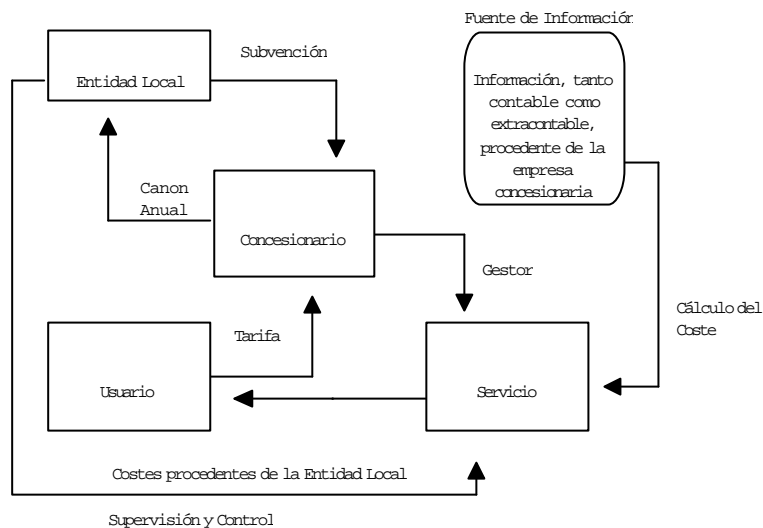 Fuente de Información
Subvención
Entidad Local
Información, tanto
contable como
extracontable,
procedente de la
empresa
concesionaria
Canon
Anual
Concesionario
Gestor
Cálculo del
Coste
Tarifa
Usuario
Servicio
Costes procedentes de la Entidad Local
Supervisión y Control